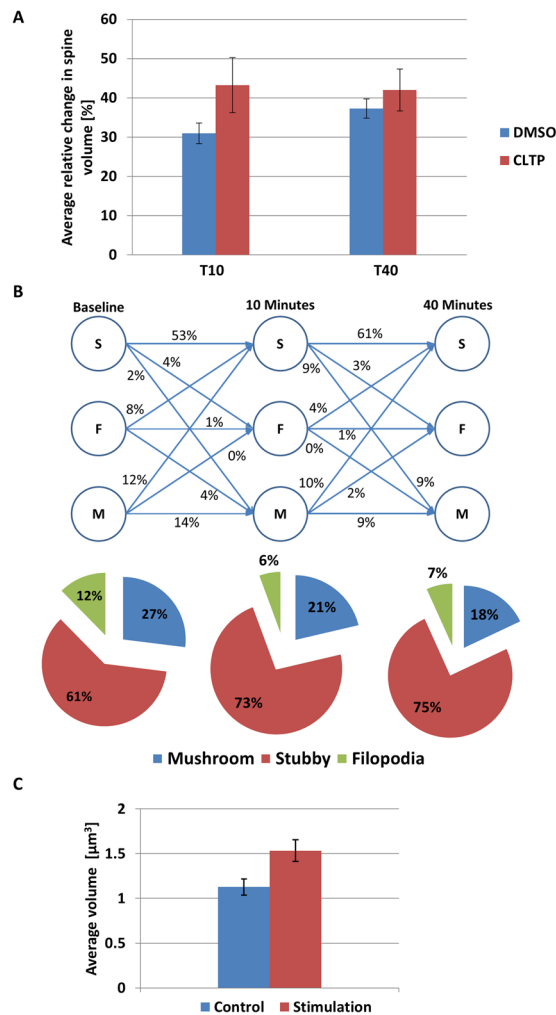 A
Average relative change in spine
volume [%]
60
50
40
30
20
10
0
T10
T40
DMSO
CLTP
B
Baseline
10 Minutes
40 Minutes
S
53%
S
61%
S
4%
2%
9%
3%
8%
4%
F
1%
F
1%
F
0%
0%
12%
10%
9%
4%
2%
M
14%
M
9%
M
12%
27%
61%
6%
21%
73%
7%
18%
75%
Mushroom
Stubby
Filopodia
C
Average volume [µm³]
2
1.5
1
0.5
0
Control
Stimulation